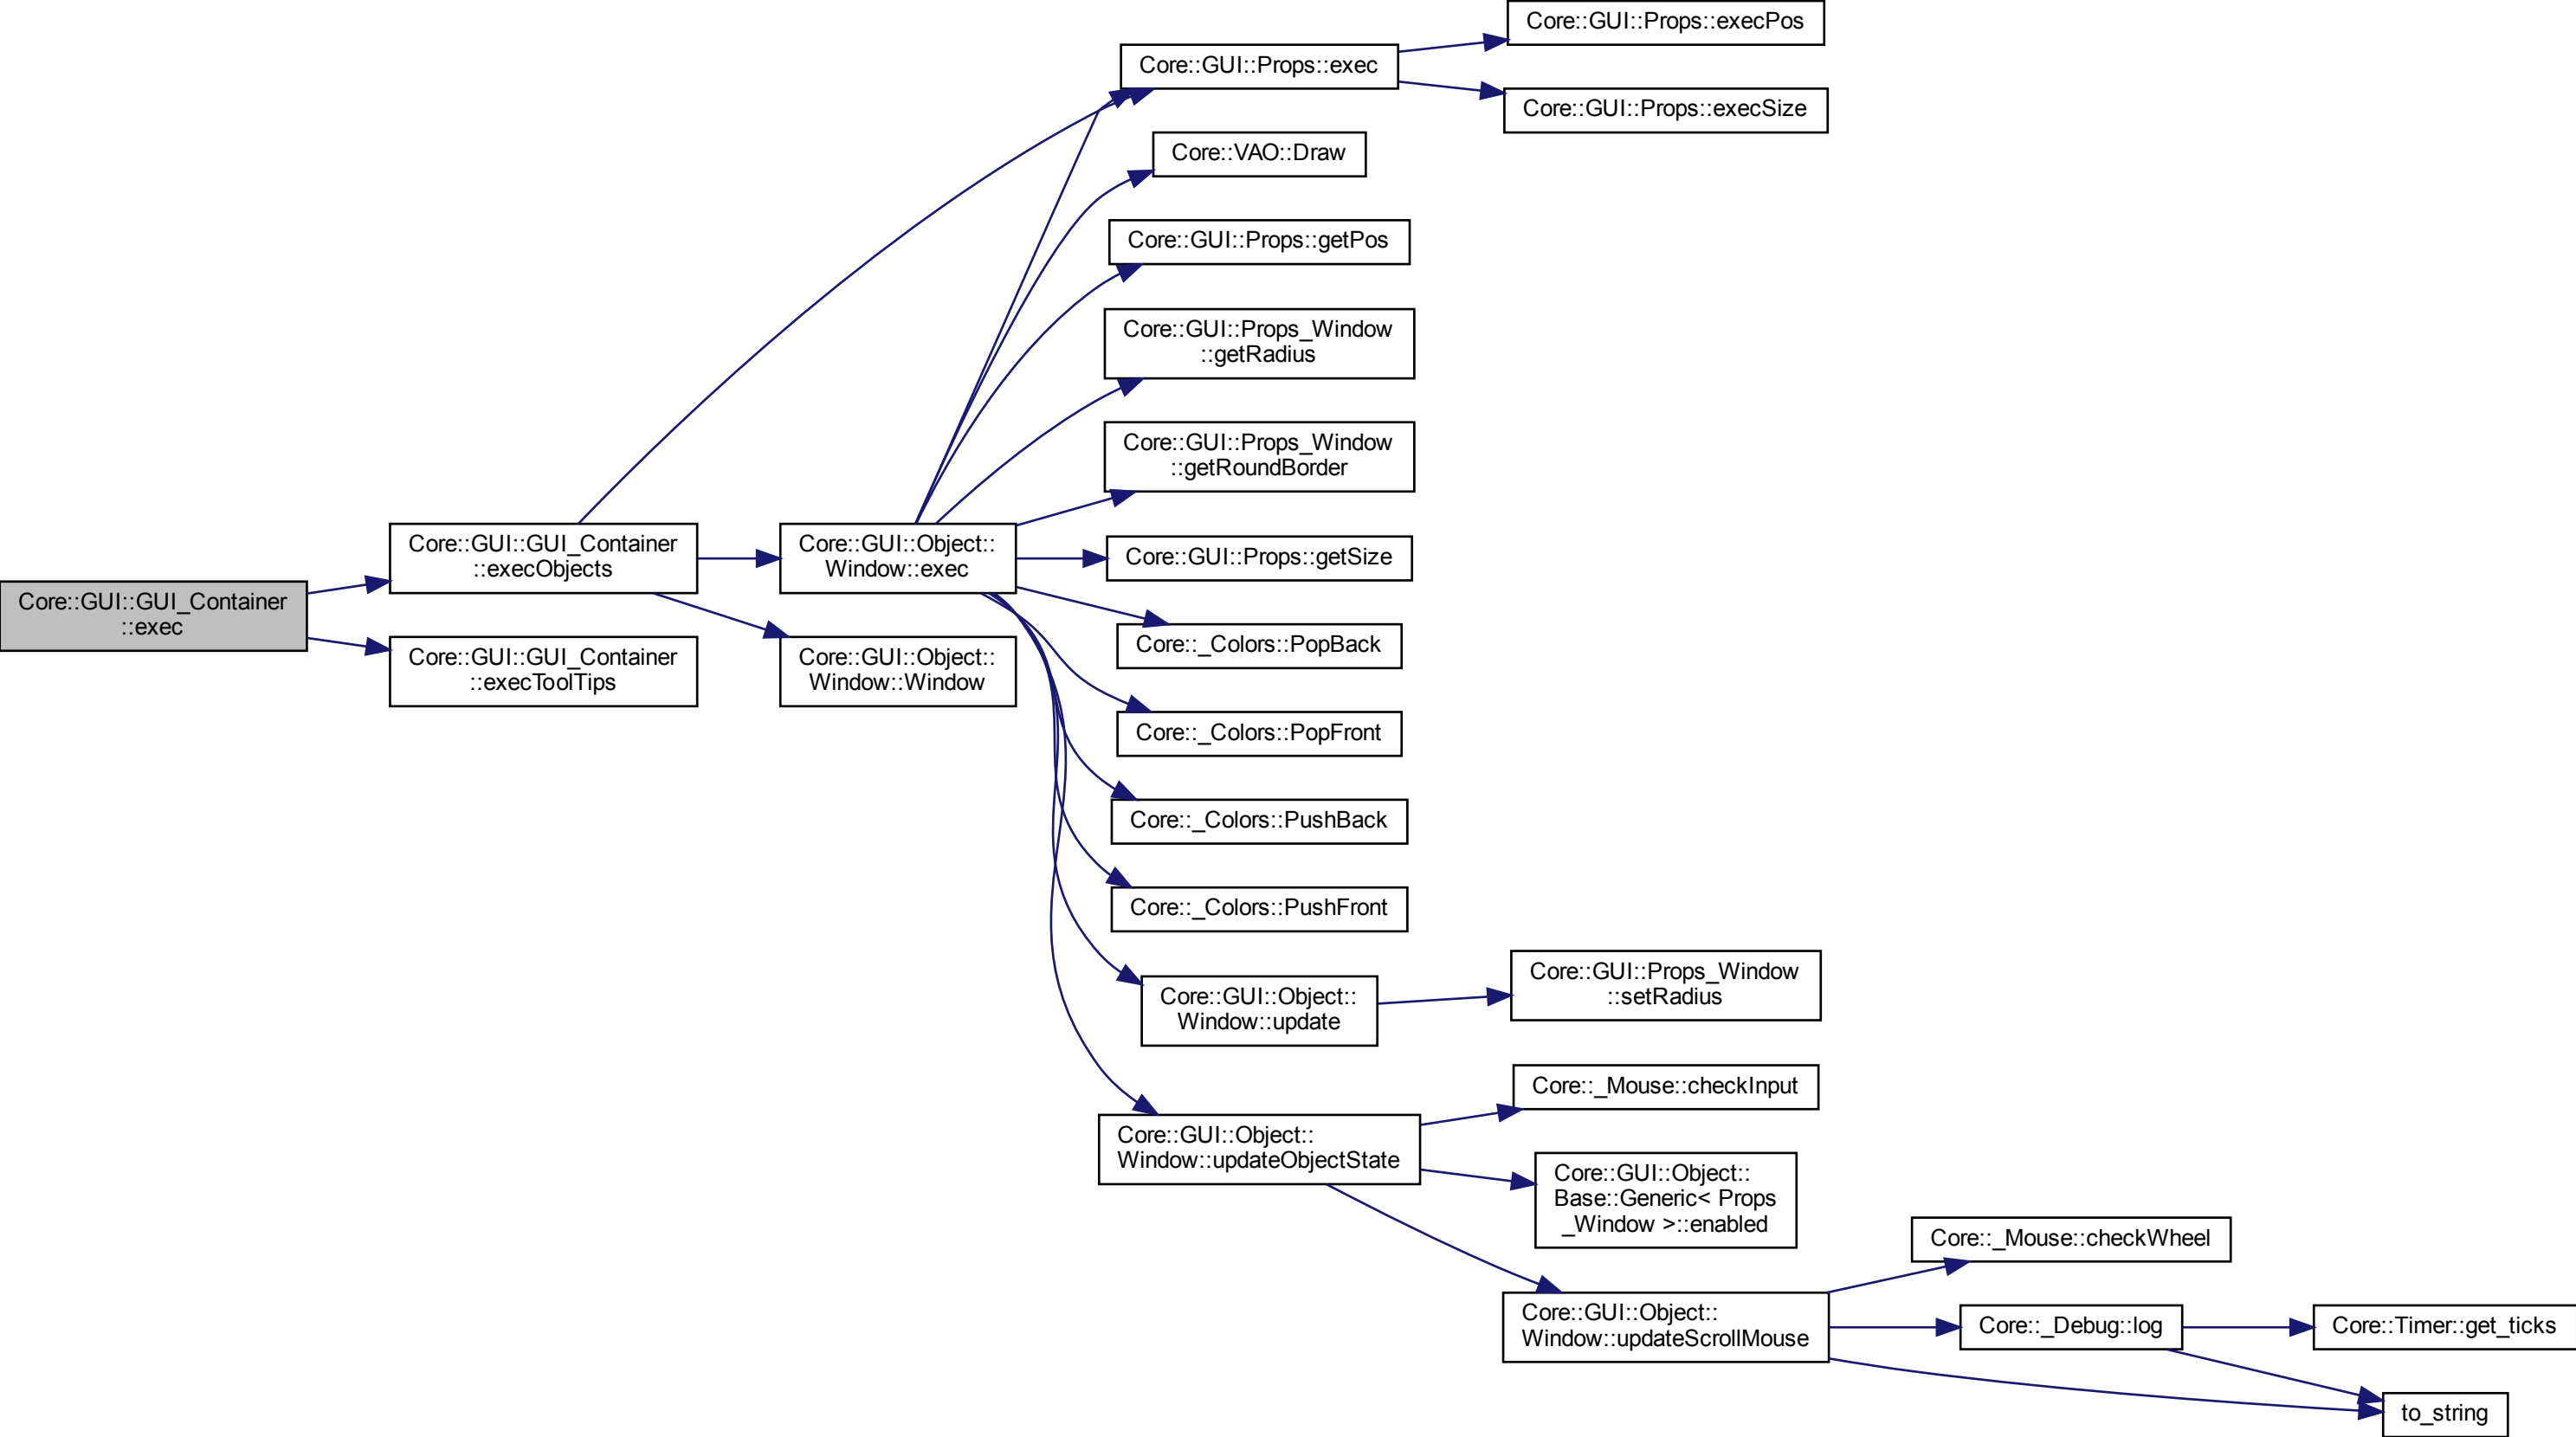 Core::GUI::GUI_Container
::exec
Core::GUI::GUI_Container
::execObjects
Core::GUI::GUI_Container
::execToolTips
Core::GUI::Object::
Window::exec
Core::GUI::Object::
Window::Window
Core::GUI::Props::exec
Core::VAO::Draw
Core::GUI::Props::getPos
Core::GUI::Props_Window
::getRadius
Core::GUI::Props_Window
::getRoundBorder
Core::GUI::Props::getSize
Core::_Colors::PopBack
Core::_Colors::PopFront
Core::_Colors::PushBack
Core::_Colors::PushFront
Core::GUI::Object::
Window::update
Core::GUI::Object::
Window::updateObjectState
Core::GUI::Props::execPos
Core::GUI::Props::execSize
Core::GUI::Props_Window
::setRadius
Core::_Mouse::checkInput
Core::GUI::Object::
Base::Generic< Props
_Window >::enabled
Core::GUI::Object::
Window::updateScrollMouse
Core::_Mouse::checkWheel
Core::_Debug::log
Core::Timer::get_ticks
to_string